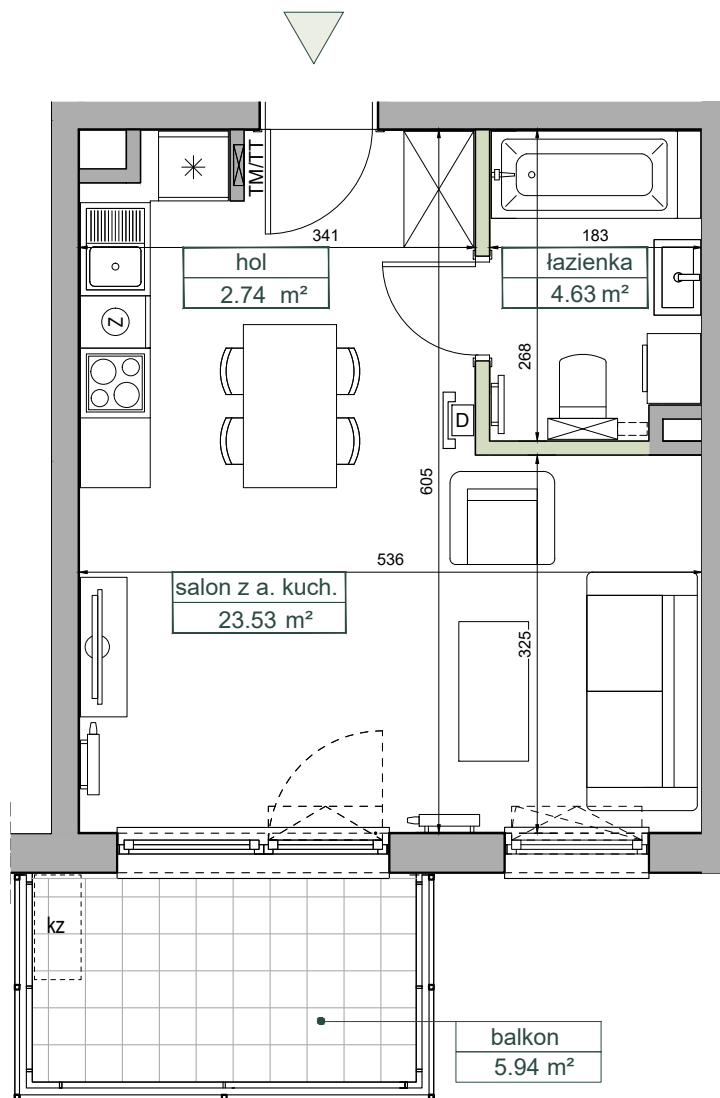 TM/TT
341
183
hol
2.74 m²
łazienka
4.63 m²
Z
268
D
605
536
salon z a. kuch.
23.53 m²
325
kz
balkon
5.94 m²